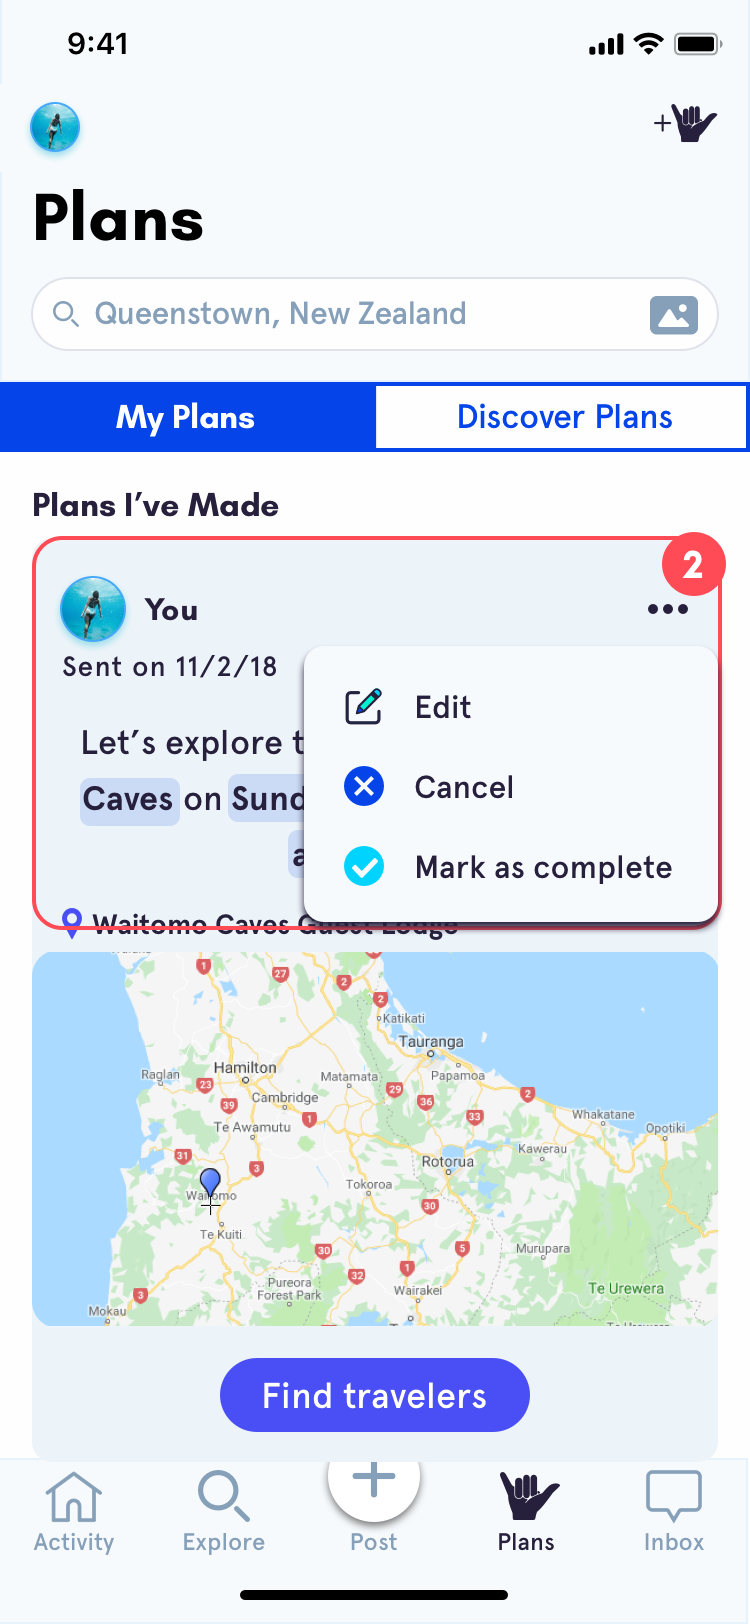 9:41
Plans
Queenstown, New Zealand
My Plans
Discover Plans
Plans I’ve Made
2
You
Sent on 11/2/18
Edit
Let’s explore t
Cancel
Caves on Sund
a
Mark as complete
Waitomo Caves Guest Lodge
1
27
2
2
Katikati
Tauranga
Raglan
Hamilton
Matamata
Papamoa
23
29
2
39
Cambridge
36
1
33
Whakatane
Te Awamutu
Opotiki
31
Kawerau
3
Rotorua
Tokoroa
Waitomo
30
Te Kuiti
30
5
Murupara
1
32
Pureora
Forest Park
Wairakei
Te Urewera
3
Mokau
Find travelers
Activity
Explore
Post
Plans
Inbox